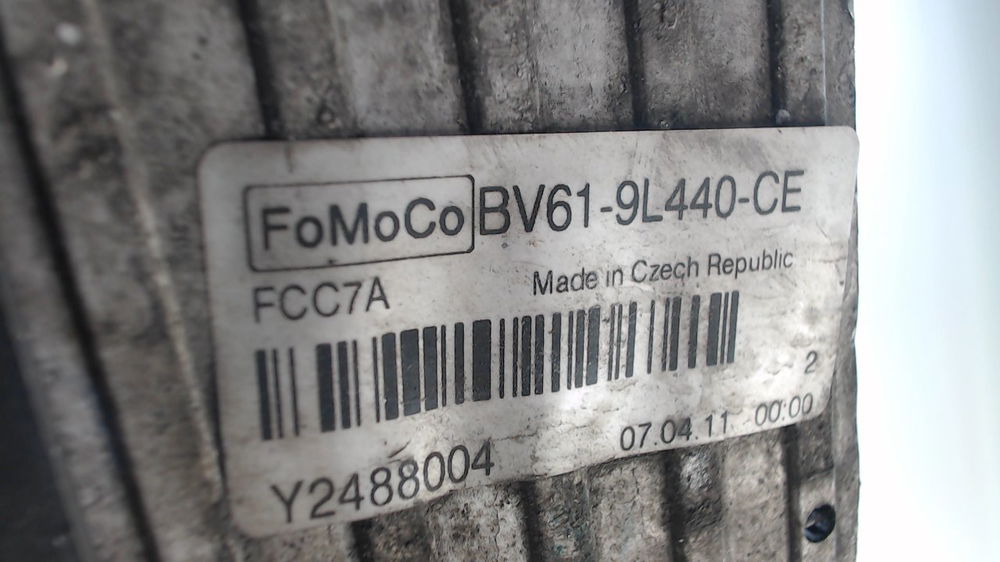 FoMoCo BV61-9L440-CE
FCC7A Made in Czech Republic
2
Y2488004 07.04.11 00:00